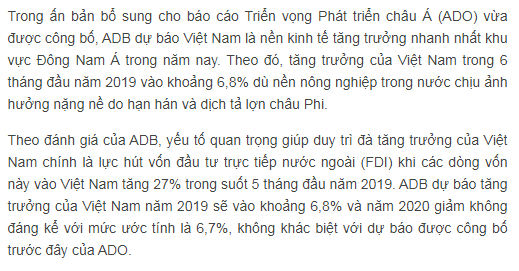 Trong ấn bản bổ sung cho báo cáo Triển vọng Phát triển châu Á (ADO) vừa
được công bố, ADB dự báo Việt Nam là nền kinh tế tăng trưởng nhanh nhất khu
vực Đông Nam Á trong năm nay. Theo đó, tăng trưởng của Việt Nam trong 6
tháng đầu năm 2019 vào khoảng 6,8% dù nền nông nghiệp trong nước chịu ảnh
hưởng nặng nề do hạn hán và dịch tả lợn châu Phi.
Theo đánh giá của ADB, yếu tố quan trọng giúp duy trì đà tăng trưởng của Việt
Nam chính là lực hút vốn đầu tư trực tiếp nước ngoài (FDI) khi các dòng vốn
này vào Việt Nam tăng 27% trong suốt 5 tháng đầu năm 2019. ADB dự báo tăng
trưởng của Việt Nam năm 2019 sẽ vào khoảng 6,8% và năm 2020 giảm không
đáng kể với mức ước tính là 6,7%, không khác biệt với dự báo được công bố
trước đây của ADO.